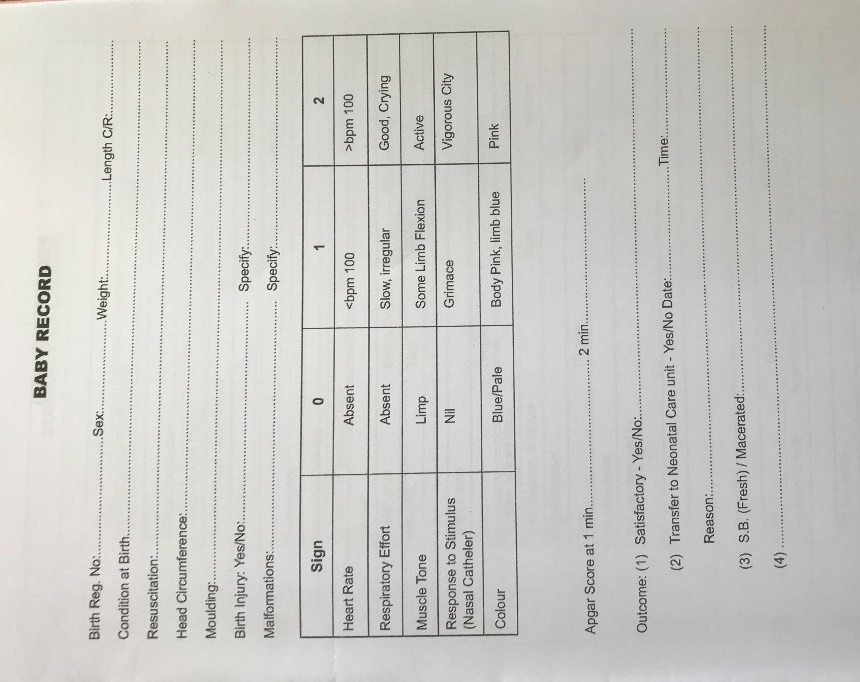 BABY RECORD
Birth Reg. No:..............................Sex:..............................Weight:..............................Length C/R:..............................
Condition at Birth..............................
Resuscitation:..............................
Head Circumference:..............................
Moulding:..............................
Birth Injury: Yes/No:.............................. Specify:..............................
Malformations:.............................. Specify:..............................
Sign 0 1 2
Heart Rate Absent <bpm 100 >bpm 100
Respiratory Effort Absent Slow, irregular Good, Crying
Muscle Tone Limp Some Limb Flexion Active
Response to Stimulus Nil Grimace Vigorous City
(Nasal Catheler)
Colour Blue/Pale Body Pink, limb blue Pink
Apgar Score at 1 min.............................. 2 min..............................
Outcome: (1) Satisfactory - Yes/No:..............................
(2) Transfer to Neonatal Care unit - Yes/No Date:..............................Time:..............................
Reason:..............................
(3) S.B. (Fresh) / Macerated:..............................
(4) ..............................